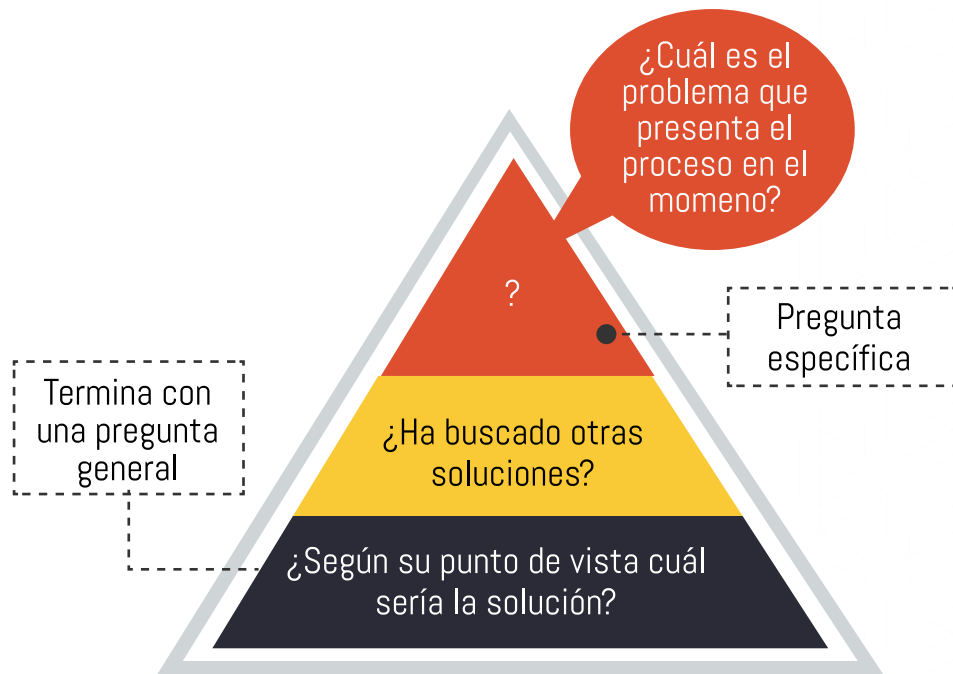 ¿Cuál es el
problema que
presenta el
proceso en el
momeno?
?
Pregunta
específica
Termina con
una pregunta
general
¿Ha buscado otras
soluciones?
¿Según su punto de vista cuál
sería la solución?